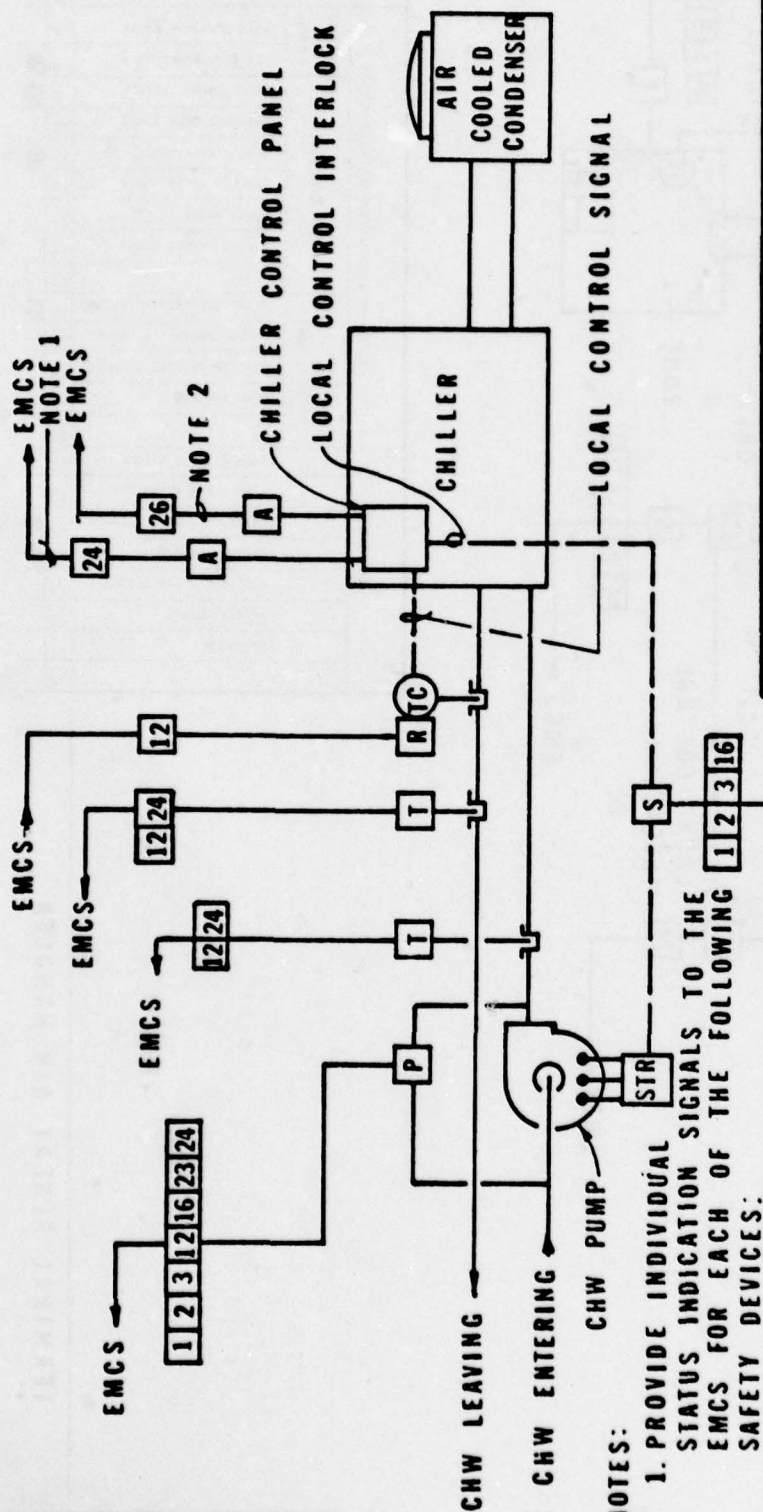 EMCS
1 2 3 12 16 23 24
P
EMCS
12 24
T
EMCS
12 24
T
EMCS
12
R
TC
EMCS
NOTE 1
24
A
EMCS
26
NOTE 2
A
CHILLER CONTROL PANEL
LOCAL CONTROL INTERLOCK
CHILLER
LOCAL CONTROL SIGNAL
AIR
COOLED
CONDENSER
CHW LEAVING
CHW ENTERING
CHW PUMP
STR
S
1 2 3 16
OTES:
1. PROVIDE INDIVIDUAL
STATUS INDICATION SIGNALS TO THE
EMCS FOR EACH OF THE FOLLOWING
SAFETY DEVICES: